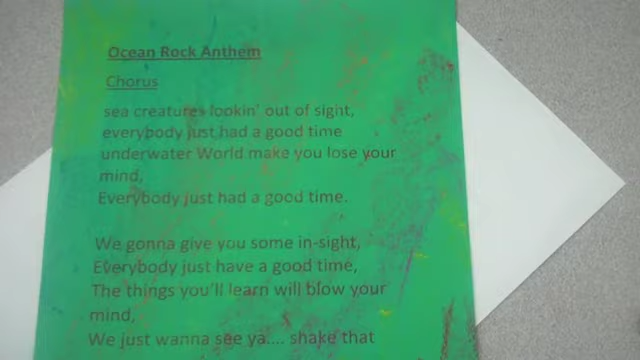 Ocean Rock Anthem
Chorus
sea creatures lookin' out of sight,
everybody just had a good time
underwater World make you lose your
mind,
Everybody just had a good time.
We gonna give you some in-sight,
Everybody just have a good time,
The things you'll learn will blow your
mind,
We just wanna see ya.... shake that